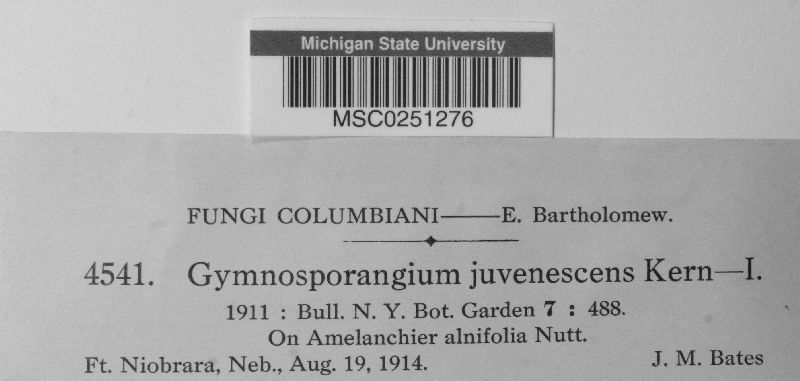 Michigan State University
MSC0251276
FUNGI COLUMBIANI——E. Bartholomew.
4541. Gymnosporangium juvenescens Kern—I.
1911 : Bull. N. Y. Bot. Garden 7 : 488.
On Amelanchier alnifolia Nutt.
Ft. Niobrara, Neb., Aug. 19, 1914. J. M. Bates